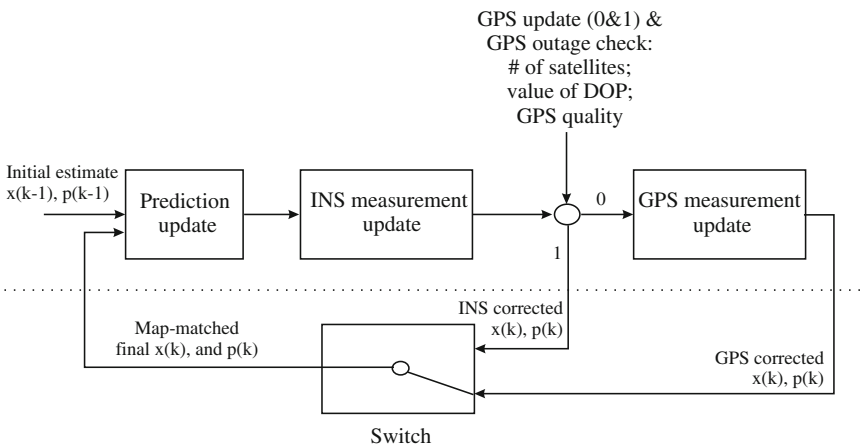 GPS update (0&1) &
GPS outage check:
# of satellites;
value of DOP;
GPS quality
Initial estimate
x(k-1), p(k-1)
Prediction
update
INS measurement
update
0
GPS measurement
update
1
INS corrected
x(k), p(k)
Map-matched
final x(k), and p(k)
GPS corrected
x(k), p(k)
Switch